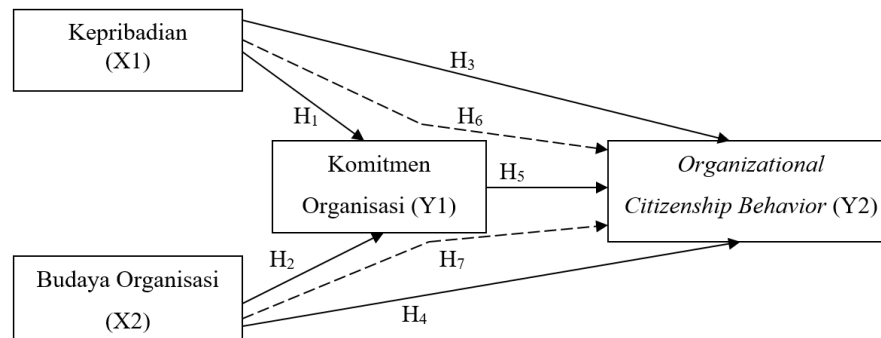 Kepribadian
(X1)
H3
H1
H6
Komitmen
Organisasi (Y1)
H5
Organizational
Citizenship Behavior (Y2)
H2
H7
Budaya Organisasi
(X2)
H4